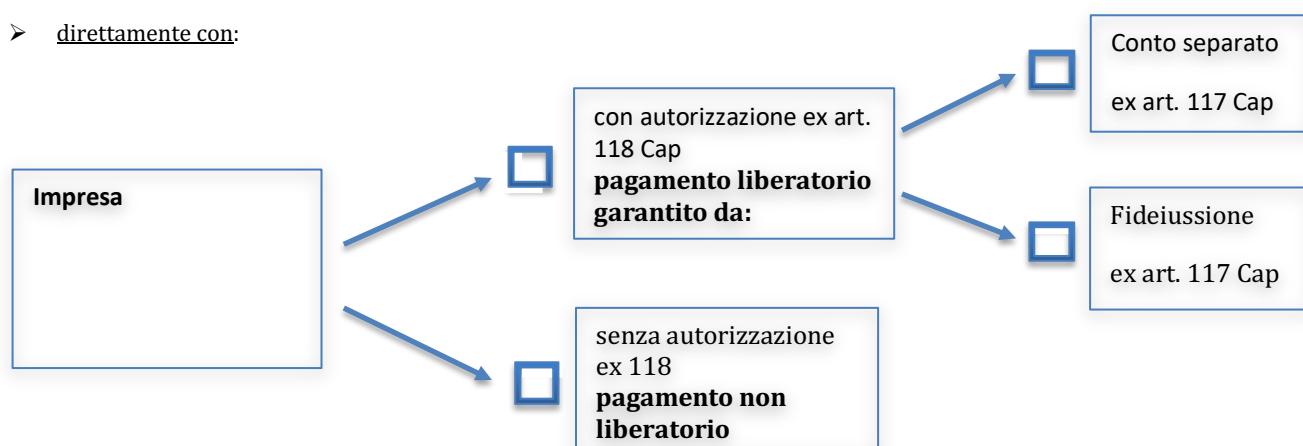 ➢ direttamente con:
Impresa
con autorizzazione ex art.
118 Cap
pagamento liberatorio
garantito da:
Conto separato
ex art. 117 Cap
Fideiussione
ex art. 117 Cap
senza autorizzazione
ex 118
pagamento non
liberatorio